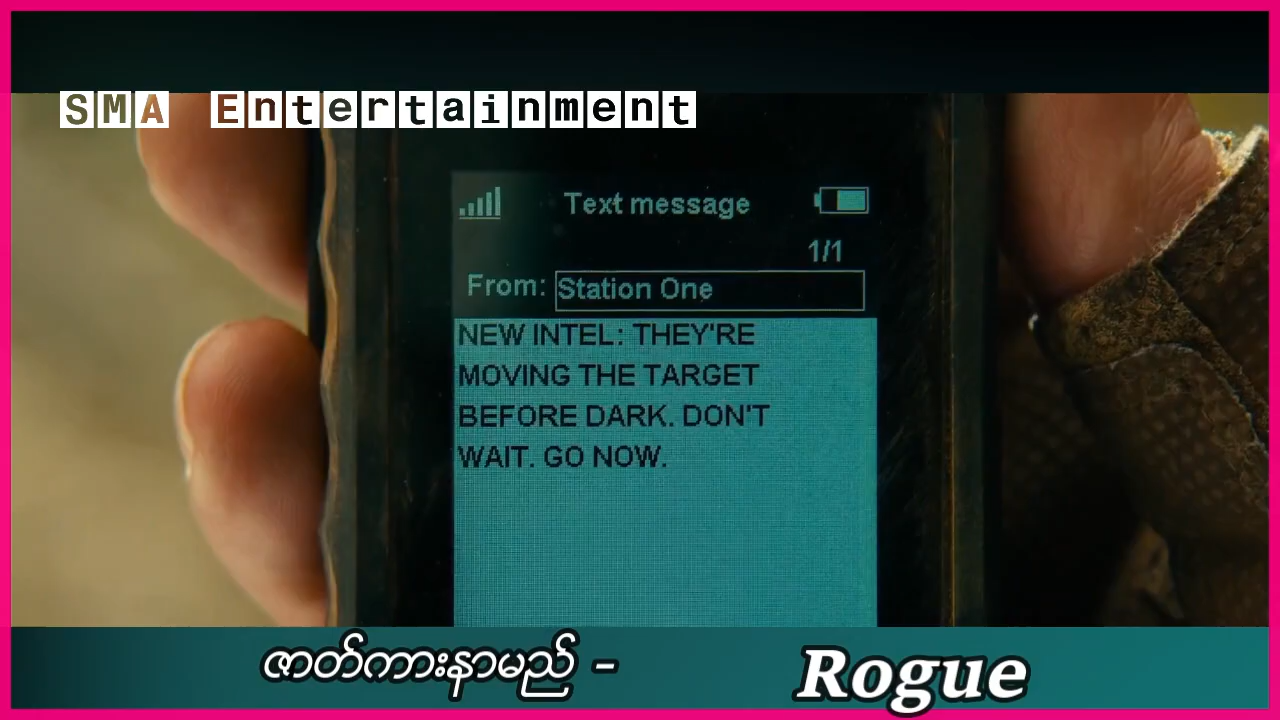 SMA Entertainment
Text message
1/1
From: Station One
NEW INTEL: THEY'RE
MOVING THE TARGET
BEFORE DARK. DON'T
WAIT. GO NOW.
ဇာတ်ကားနာမည် - Rogue